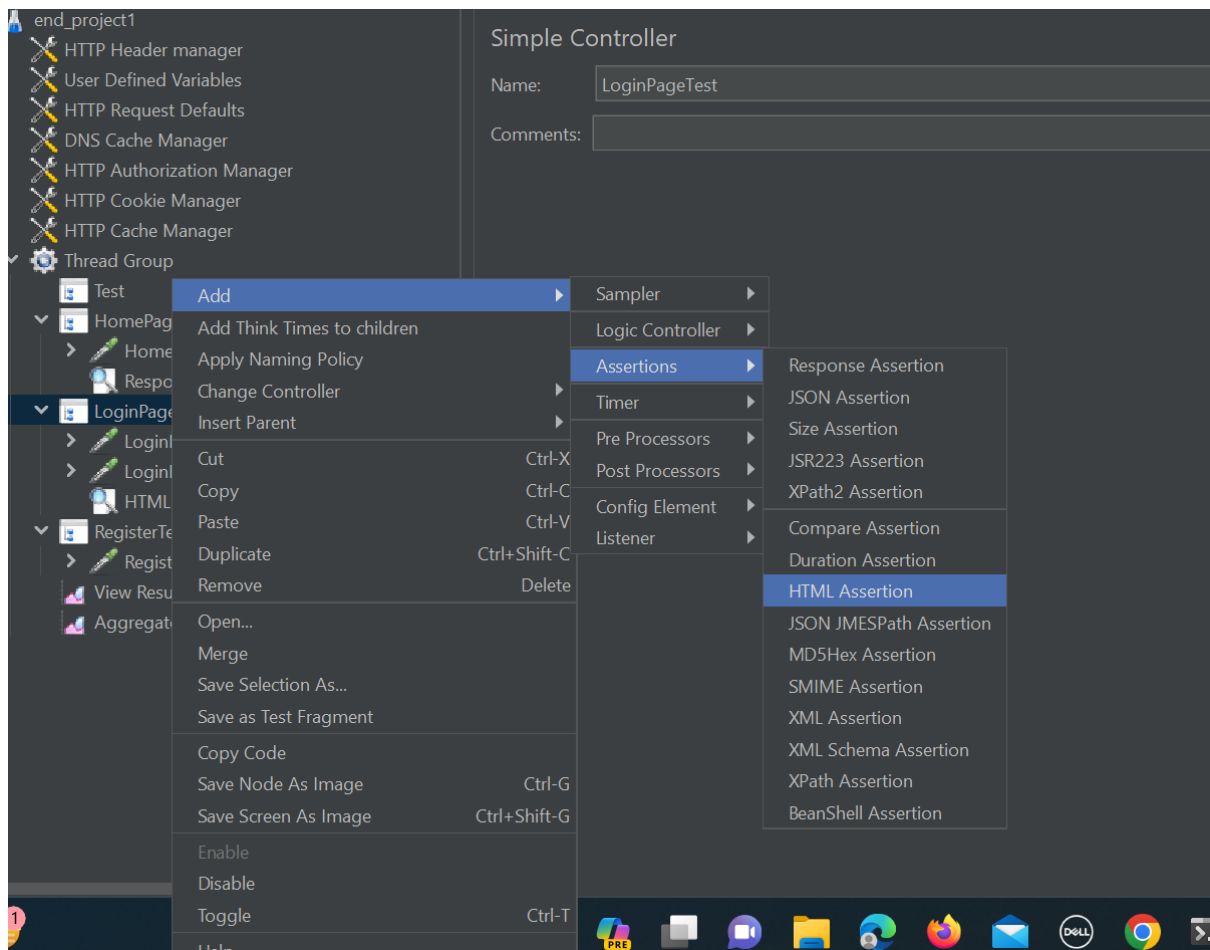 end_project1
HTTP Header manager
User Defined Variables
HTTP Request Defaults
DNS Cache Manager
HTTP Authorization Manager
HTTP Cookie Manager
HTTP Cache Manager
Thread Group
Test
HomePag
Home
Respo
LoginPage
Login
Login
HTML
RegisterTe
Regist
View Resu
Aggregat
Simple Controller
Name: LoginPageTest
Comments:
Add
Add Think Times to children
Apply Naming Policy
Change Controller
Insert Parent
Cut Ctrl-X
Copy Ctrl-C
Paste Ctrl-V
Duplicate Ctrl+Shift-C
Remove Delete
Open...
Merge
Save Selection As...
Save as Test Fragment
Copy Code
Save Node As Image Ctrl-G
Save Screen As Image Ctrl+Shift-G
Enable
Disable
Toggle Ctrl-T
Help
Sampler
Logic Controller
Assertions
Timer
Pre Processors
Post Processors
Config Element
Listener
Response Assertion
JSON Assertion
Size Assertion
JSR223 Assertion
XPath2 Assertion
Compare Assertion
Duration Assertion
HTML Assertion
JSON JMESPath Assertion
MD5Hex Assertion
SMIME Assertion
XML Assertion
XML Schema Assertion
XPath Assertion
BeanShell Assertion
1
PRE
DELL